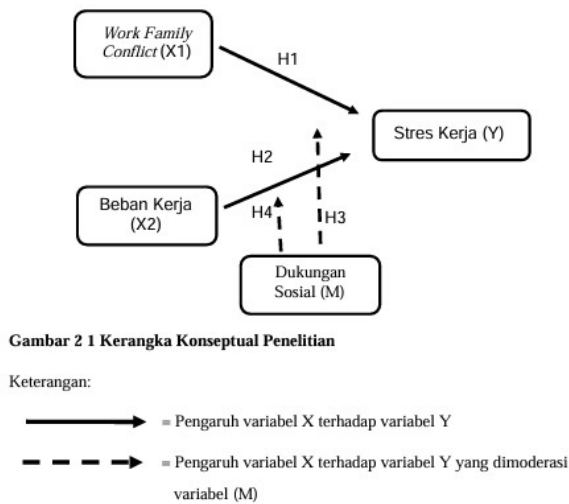 Work Family
Conflict (X1)
H1
Stres Kerja (Y)
H2
Beban Kerja
(X2)
H4
H3
Dukungan
Sosial (M)
Gambar 2 1 Kerangka Konseptual Penelitian
Keterangan:
= Pengaruh variabel X terhadap variabel Y
= Pengaruh variabel X terhadap variabel Y yang dimoderasi
variabel (M)